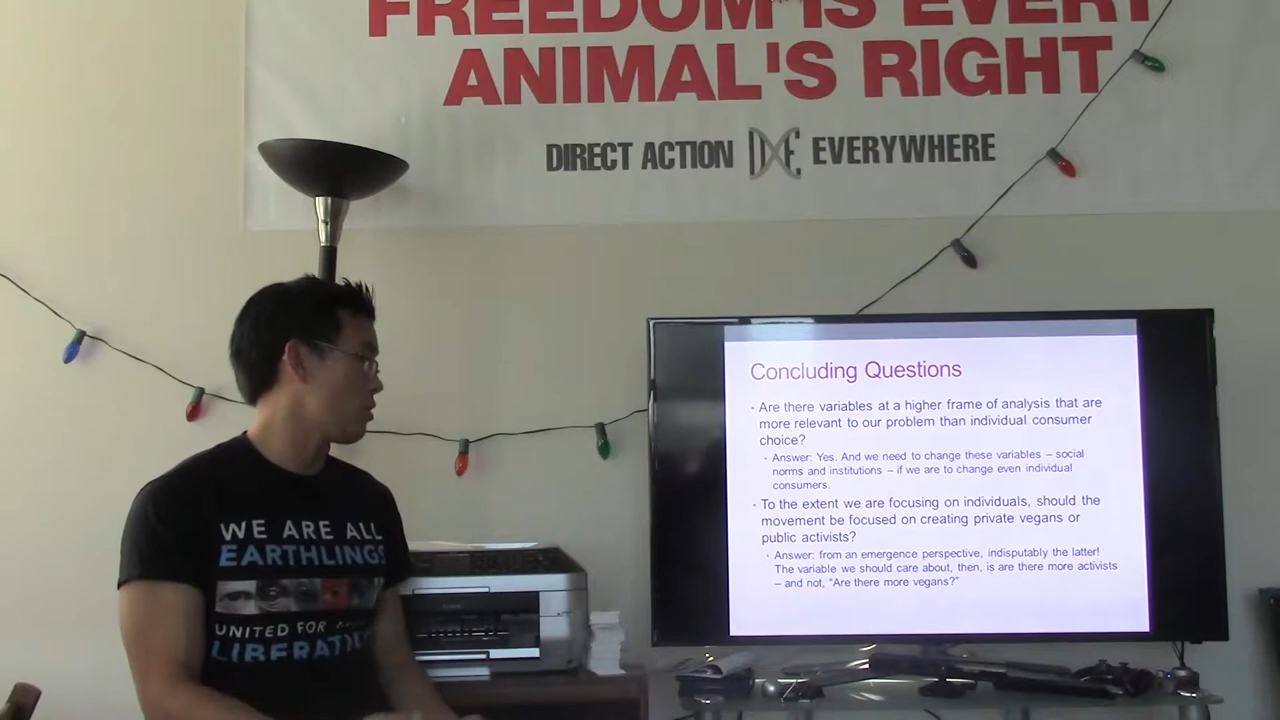 FREEDOM IS EVERY
ANIMAL'S RIGHT
DIRECT ACTION DXE EVERYWHERE
WE ARE ALL
EARTHLINGS
UNITED FOR
LIBERATION
Concluding Questions
· Are there variables at a higher frame of analysis that are
more relevant to our problem than individual consumer
choice?
· Answer: Yes. And we need to change these variables – social
norms and institutions – if we are to change even individual
consumers.
· To the extent we are focusing on individuals, should the
movement be focused on creating private vegans or
public activists?
· Answer: from an emergence perspective, indisputably the latter!
The variable we should care about, then, is are there more activists
– and not, “Are there more vegans?”